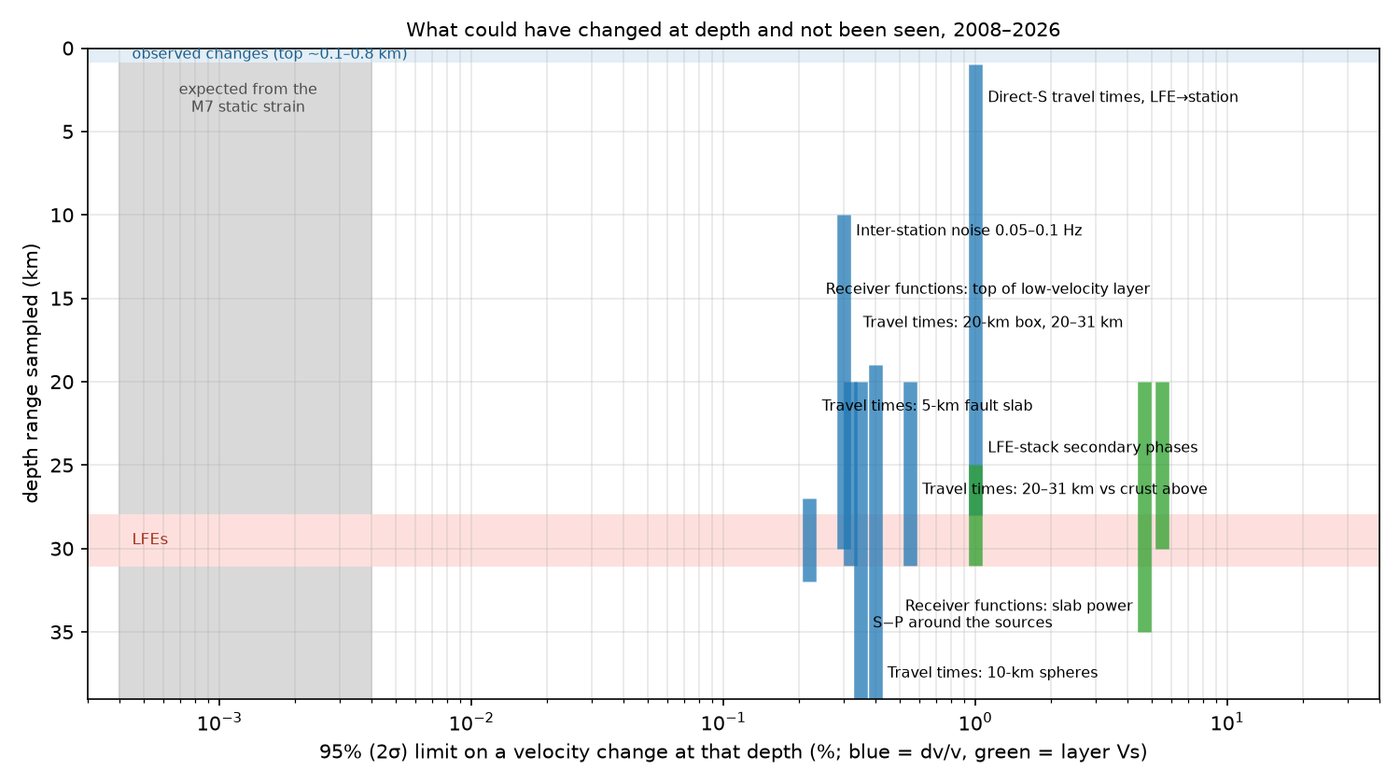 What could have changed at depth and not been seen, 2008–2026
observed changes (top ~0.1–0.8 km)
expected from the
M7 static strain
Direct-S travel times, LFE→station
Inter-station noise 0.05–0.1 Hz
Receiver functions: top of low-velocity layer
Travel times: 20-km box, 20–31 km
Travel times: 5-km fault slab
LFE-stack secondary phases
Travel times: 20–31 km vs crust above
LFEs
Receiver functions: slab power
S−P around the sources
Travel times: 10-km spheres
depth range sampled (km)
0
5
10
15
20
25
30
35
10⁻³
10⁻²
10⁻¹
10⁰
10¹
95% (2σ) limit on a velocity change at that depth (%; blue = dv/v, green = layer Vs)